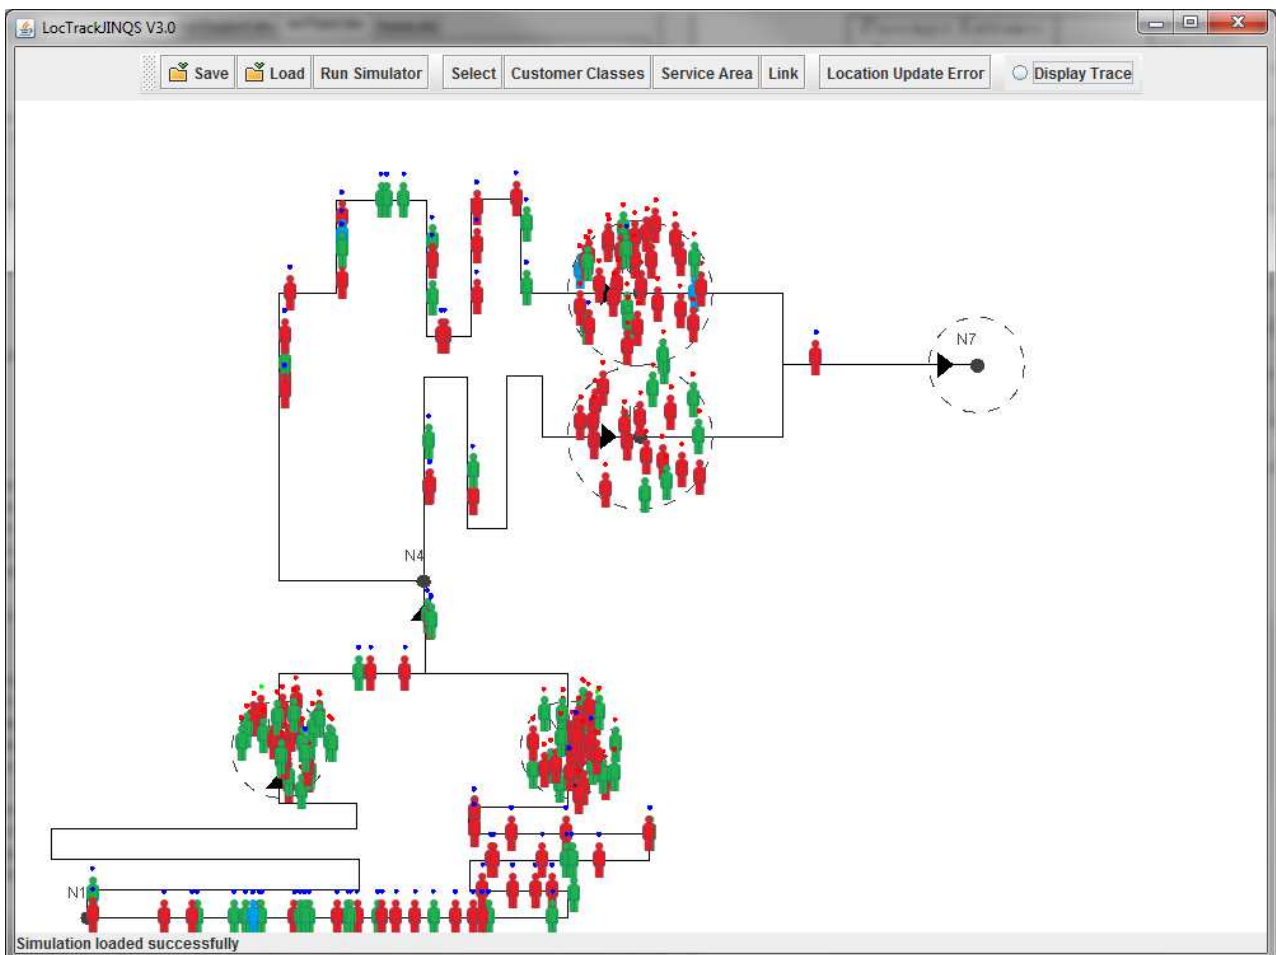 LocTrackJINQS V3.0
Save Load Run Simulator Select Customer Classes Service Area Link Location Update Error Display Trace
N7
N4
N1
Simulation loaded successfully